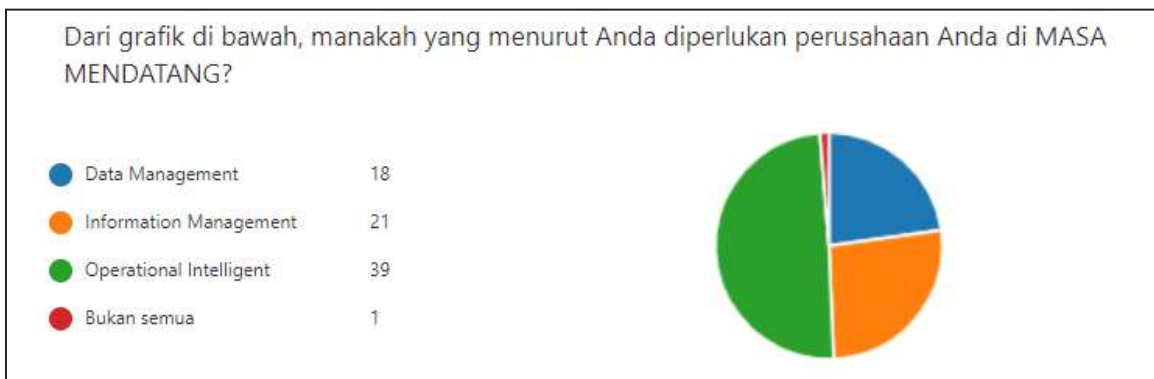 Dari grafik di bawah, manakah yang menurut Anda diperlukan perusahaan Anda di MASA
MENDATANG?
Data Management 18
Information Management 21
Operational Intelligent 39
Bukan semua 1